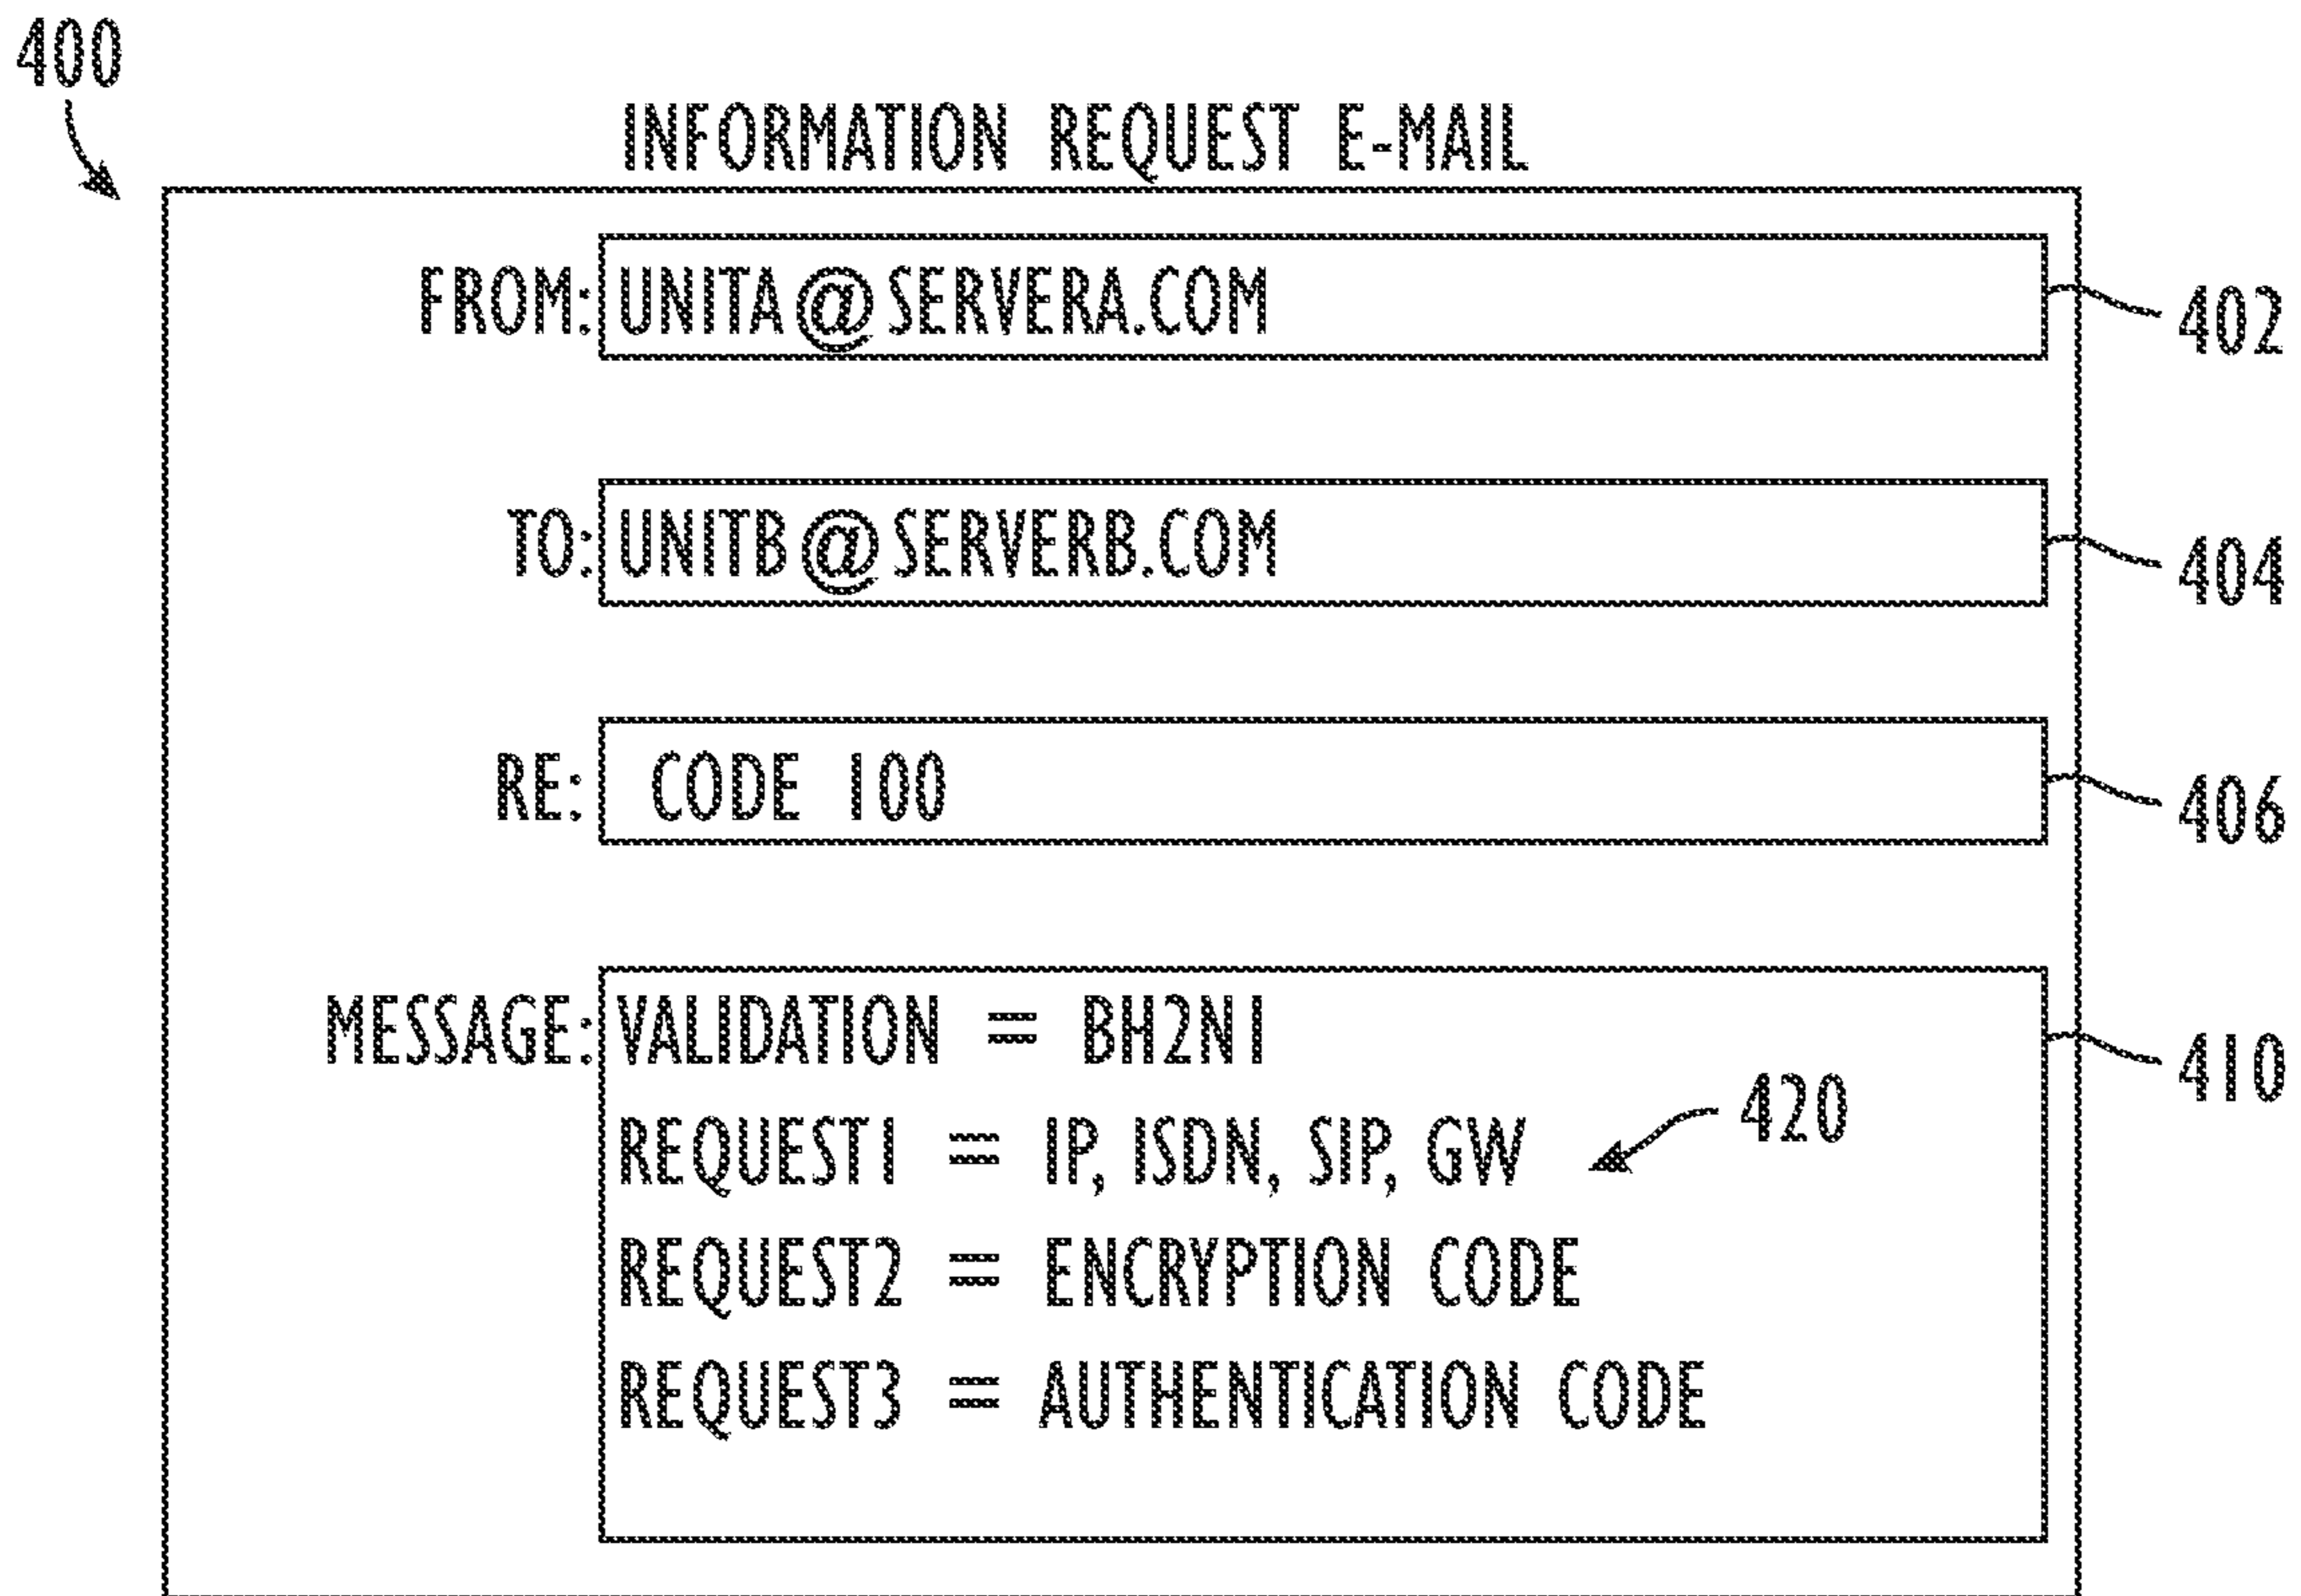 400
INFORMATION REQUEST E-MAIL
FROM: UNITA@SERVERA.COM
402
TO: UNITB@SERVERB.COM
404
RE: CODE 100
406
MESSAGE: VALIDATION = BH2N1
410
REQUEST1 = IP, ISDN, SIP, GW
420
REQUEST2 = ENCRYPTION CODE
REQUEST3 = AUTHENTICATION CODE